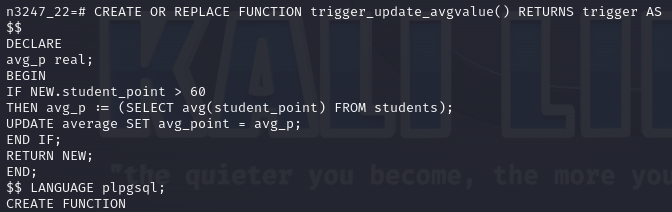 n3247_22=# CREATE OR REPLACE FUNCTION trigger_update_avgvalue() RETURNS trigger AS
$$
DECLARE
avg_p real;
BEGIN
IF NEW.student_point > 60
THEN avg_p := (SELECT avg(student_point) FROM students);
UPDATE average SET avg_point = avg_p;
END IF;
RETURN NEW;
END;
$$ LANGUAGE plpgsql;
CREATE FUNCTION
KALI LI
"the quieter you become, the more you